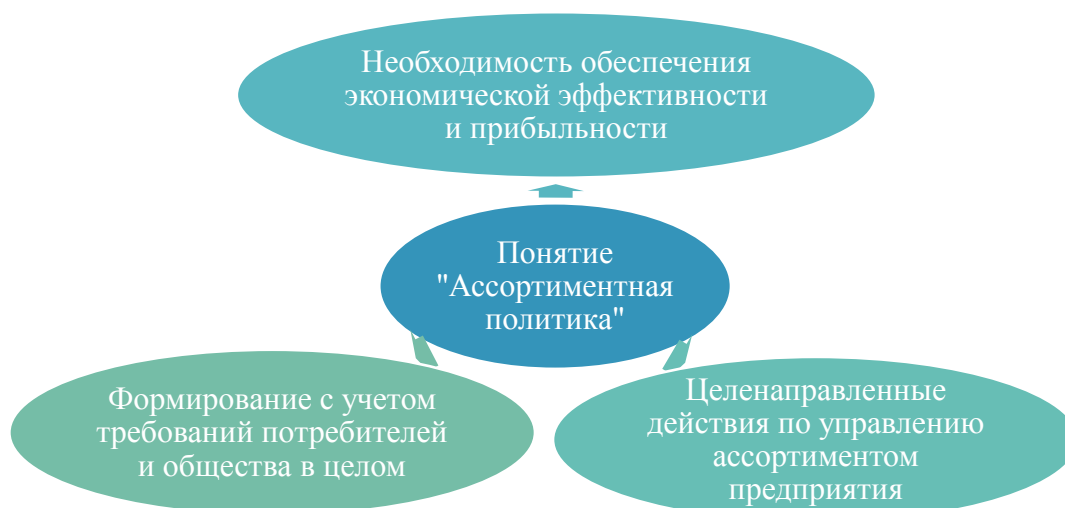 Необходимость обеспечения
экономической эффективности
и прибыльности
Понятие
"Ассортиментная
политика"
Формирование с учетом
требований потребителей
и общества в целом
Целенаправленные
действия по управлению
ассортиментом
предприятия